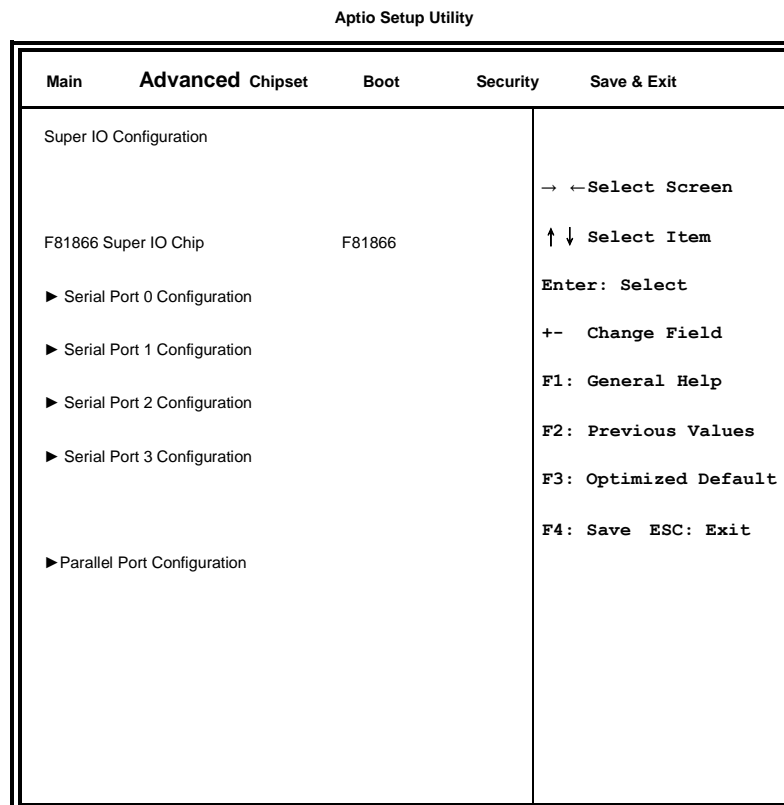 Aptio Setup Utility
Main Advanced Chipset Boot Security Save & Exit
Super IO Configuration
→ ←Select Screen
F81866 Super IO Chip F81866
↑↓ Select Item
Enter: Select
► Serial Port 0 Configuration
+- Change Field
► Serial Port 1 Configuration
F1: General Help
► Serial Port 2 Configuration
F2: Previous Values
► Serial Port 3 Configuration
F3: Optimized Default
F4: Save ESC: Exit
►Parallel Port Configuration